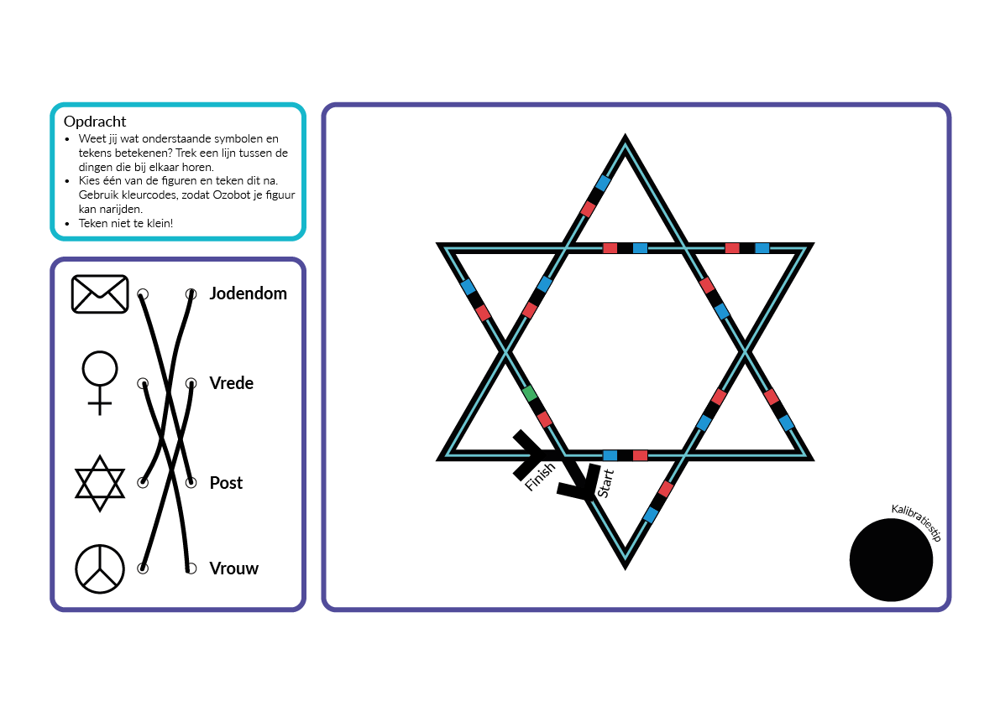 Opdracht
• Weet jij wat onderstaande symbolen en
tekens betekenen? Trek een lijn tussen de
dingen die bij elkaar horen.
• Kies één van de figuren en teken dit na.
Gebruik kleurcodes, zodat Ozobot je figuur
kan narijden.
• Teken niet te klein!
Jodendom
Vrede
Post
Vrouw
Finish
Start
Kalibratiestip